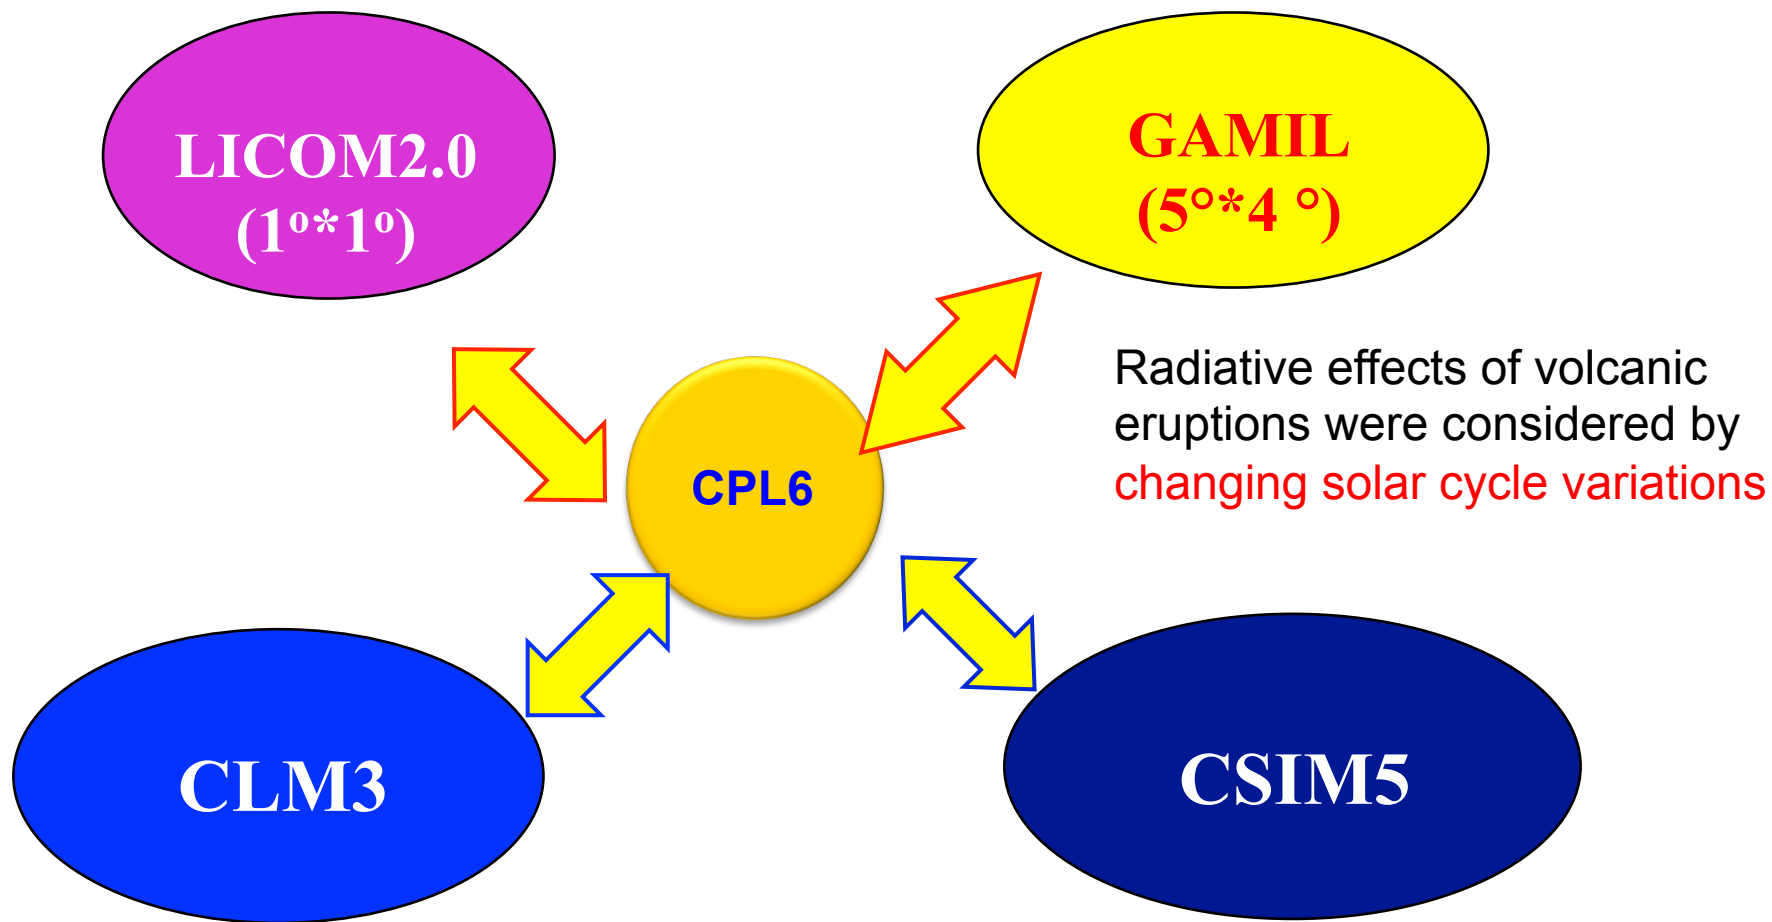 LICOM2.0
(1º*1º)
GAMIL
(5°*4 °)
Radiative effects of volcanic
eruptions were considered by
changing solar cycle variations
CPL6
CLM3
CSIM5